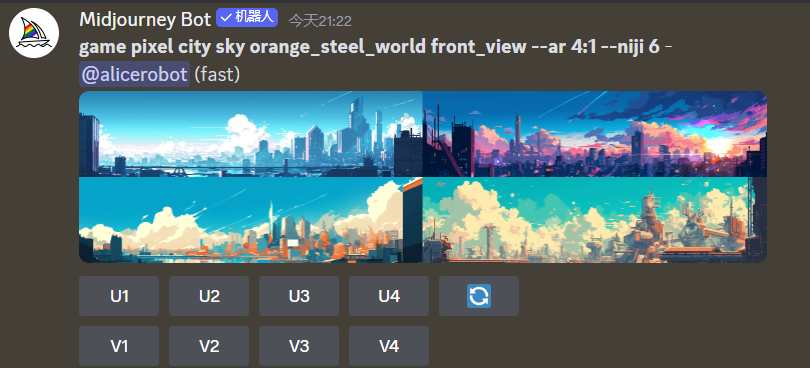 Midjourney Bot ✓ 机器人 今天21:22
game pixel city sky orange_steel_world front_view --ar 4:1 --niji 6 -
@alicerobot (fast)
U1 U2 U3 U4
V1 V2 V3 V4